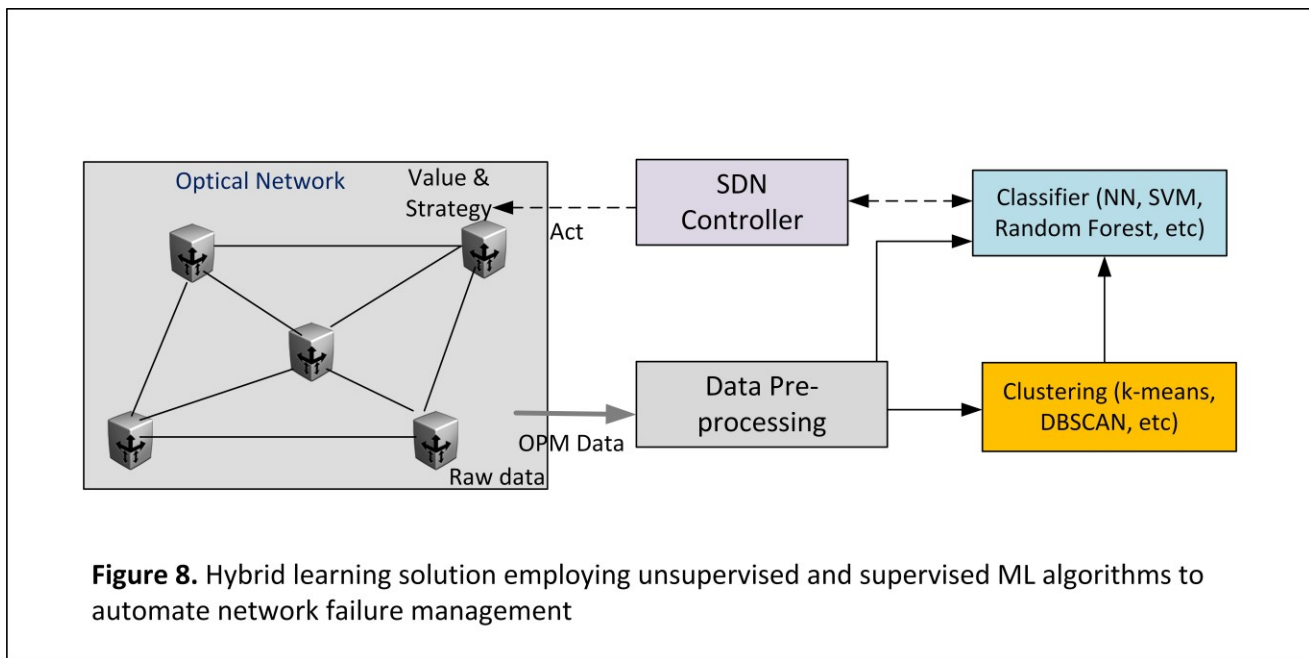 Optical Network
Value &
Strategy
Act
SDN
Controller
Classifier (NN, SVM,
Random Forest, etc)
Data Pre-
processing
Clustering (k-means,
DBSCAN, etc)
OPM Data
Raw data
Figure 8. Hybrid learning solution employing unsupervised and supervised ML algorithms to
automate network failure management